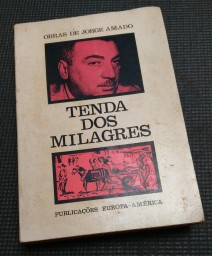 OBRAS DE JORGE AMADO
TENDA
DOS
MILAGRES
PUBLICAÇÕES EUROPA-AMÉRICA